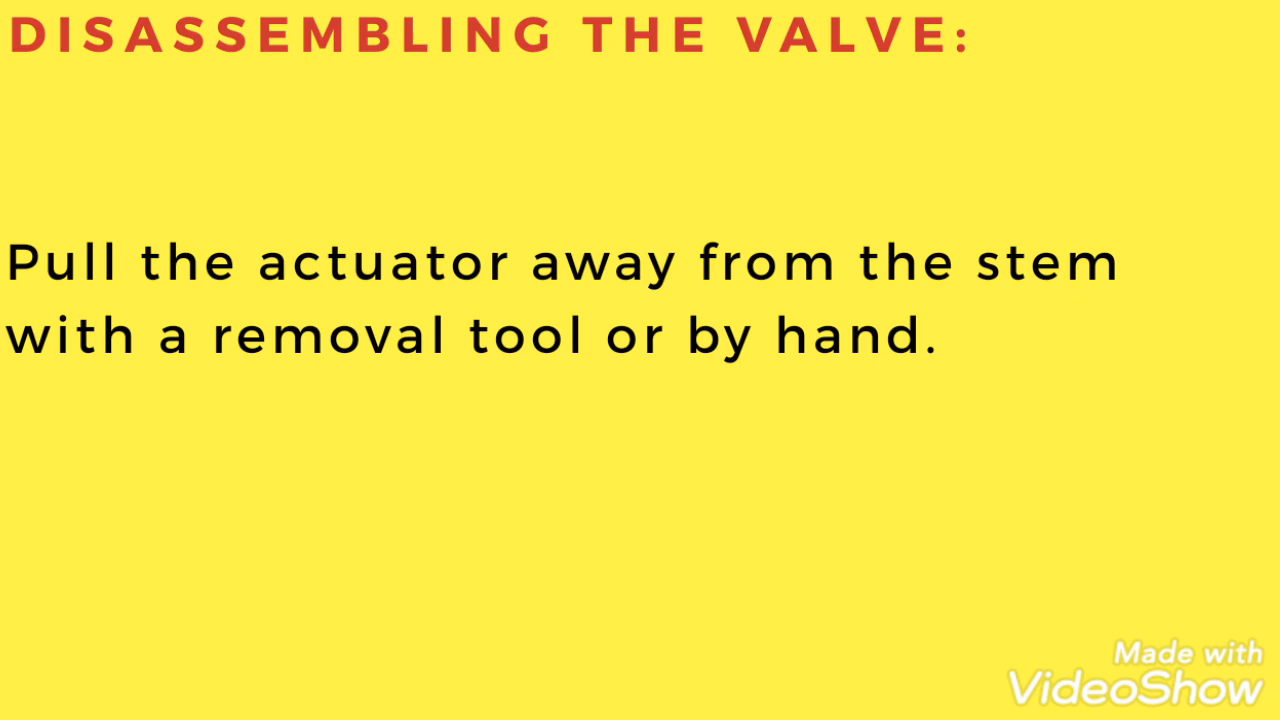 DISASSEMBLING THE VALVE:
Pull the actuator away from the stem
with a removal tool or by hand.
Made with
VideoShow